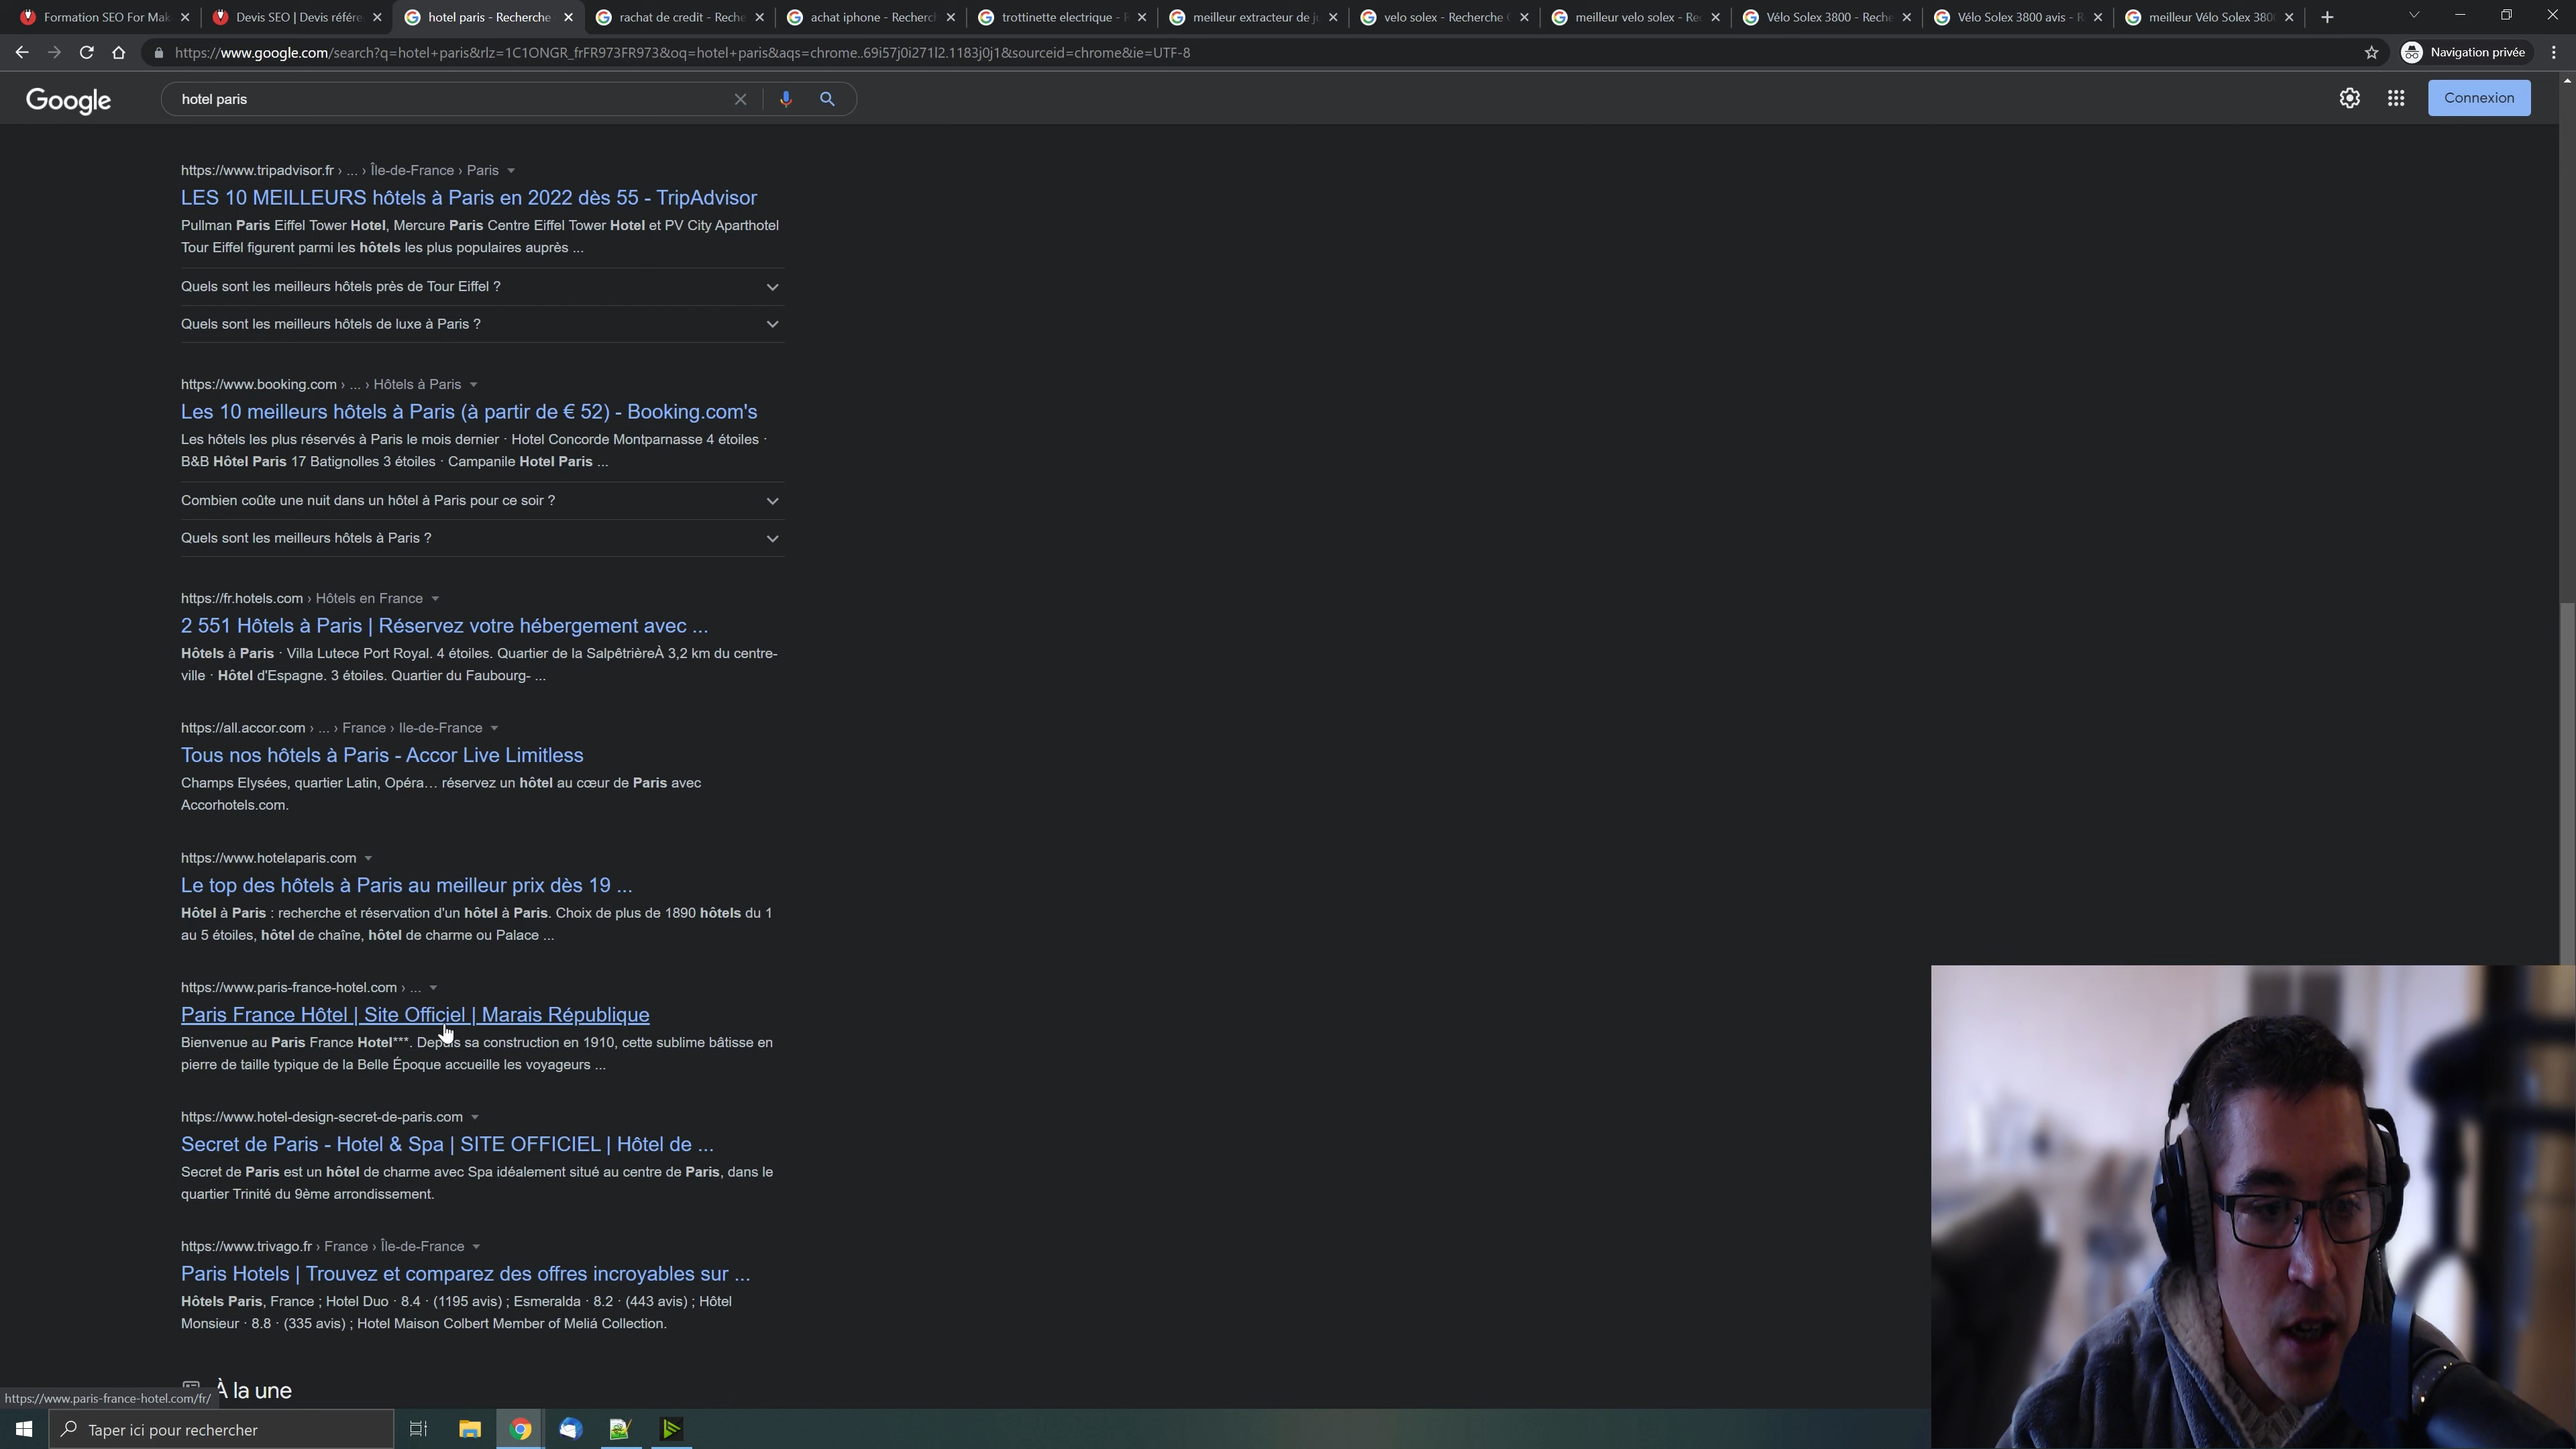 Formation SEO For Mak
Devis SEO | Devis référe
hotel paris - Recherche
rachat de credit - Reche
achat iphone - Recherch
trottinette electrique - R
meilleur extracteur de ju
velo solex - Recherche G
meilleur velo solex - Rec
Vélo Solex 3800 - Reche
Vélo Solex 3800 avis - R
meilleur Vélo Solex 380
https://www.google.com/search?q=hotel+paris&rlz=1C1ONGR_frFR973FR973&oq=hotel+paris&aqs=chrome..69i57j0i271l2.1183j0j1&sourceid=chrome&ie=UTF-8
Navigation privée
Google
hotel paris
Connexion
https://www.tripadvisor.fr › ... › Île-de-France › Paris
LES 10 MEILLEURS hôtels à Paris en 2022 dès 55 - TripAdvisor
Pullman Paris Eiffel Tower Hotel, Mercure Paris Centre Eiffel Tower Hotel et PV City Aparthotel
Tour Eiffel figurent parmi les hôtels les plus populaires auprès ...
Quels sont les meilleurs hôtels près de Tour Eiffel ?
Quels sont les meilleurs hôtels de luxe à Paris ?
https://www.booking.com › ... › Hôtels à Paris
Les 10 meilleurs hôtels à Paris (à partir de € 52) - Booking.com's
Les hôtels les plus réservés à Paris le mois dernier · Hotel Concorde Montparnasse 4 étoiles ·
B&B Hôtel Paris 17 Batignolles 3 étoiles · Campanile Hotel Paris ...
Combien coûte une nuit dans un hôtel à Paris pour ce soir ?
Quels sont les meilleurs hôtels à Paris ?
https://fr.hotels.com › Hôtels en France
2 551 Hôtels à Paris | Réservez votre hébergement avec ...
Hôtels à Paris · Villa Lutece Port Royal. 4 étoiles. Quartier de la SalpêtrièreÀ 3,2 km du centre-
ville · Hôtel d'Espagne. 3 étoiles. Quartier du Faubourg- ...
https://all.accor.com › ... › France › Ile-de-France
Tous nos hôtels à Paris - Accor Live Limitless
Champs Elysées, quartier Latin, Opéra… réservez un hôtel au cœur de Paris avec
Accorhotels.com.
https://www.hotelaparis.com
Le top des hôtels à Paris au meilleur prix dès 19 ...
Hôtel à Paris : recherche et réservation d'un hôtel à Paris. Choix de plus de 1890 hôtels du 1
au 5 étoiles, hôtel de chaîne, hôtel de charme ou Palace ...
https://www.paris-france-hotel.com › ...
Paris France Hôtel | Site Officiel | Marais République
Bienvenue au Paris France Hotel***. Depuis sa construction en 1910, cette sublime bâtisse en
pierre de taille typique de la Belle Époque accueille les voyageurs ...
https://www.hotel-design-secret-de-paris.com
Secret de Paris - Hotel & Spa | SITE OFFICIEL | Hôtel de ...
Secret de Paris est un hôtel de charme avec Spa idéalement situé au centre de Paris, dans le
quartier Trinité du 9ème arrondissement.
https://www.trivago.fr › France › Île-de-France
Paris Hotels | Trouvez et comparez des offres incroyables sur ...
Hôtels Paris, France ; Hotel Duo · 8.4 · (1195 avis) ; Esmeralda · 8.2 · (443 avis) ; Hôtel
Monsieur · 8.8 · (335 avis) ; Hotel Maison Colbert Member of Meliá Collection.
À la une
https://www.paris-france-hotel.com/fr/
Taper ici pour rechercher